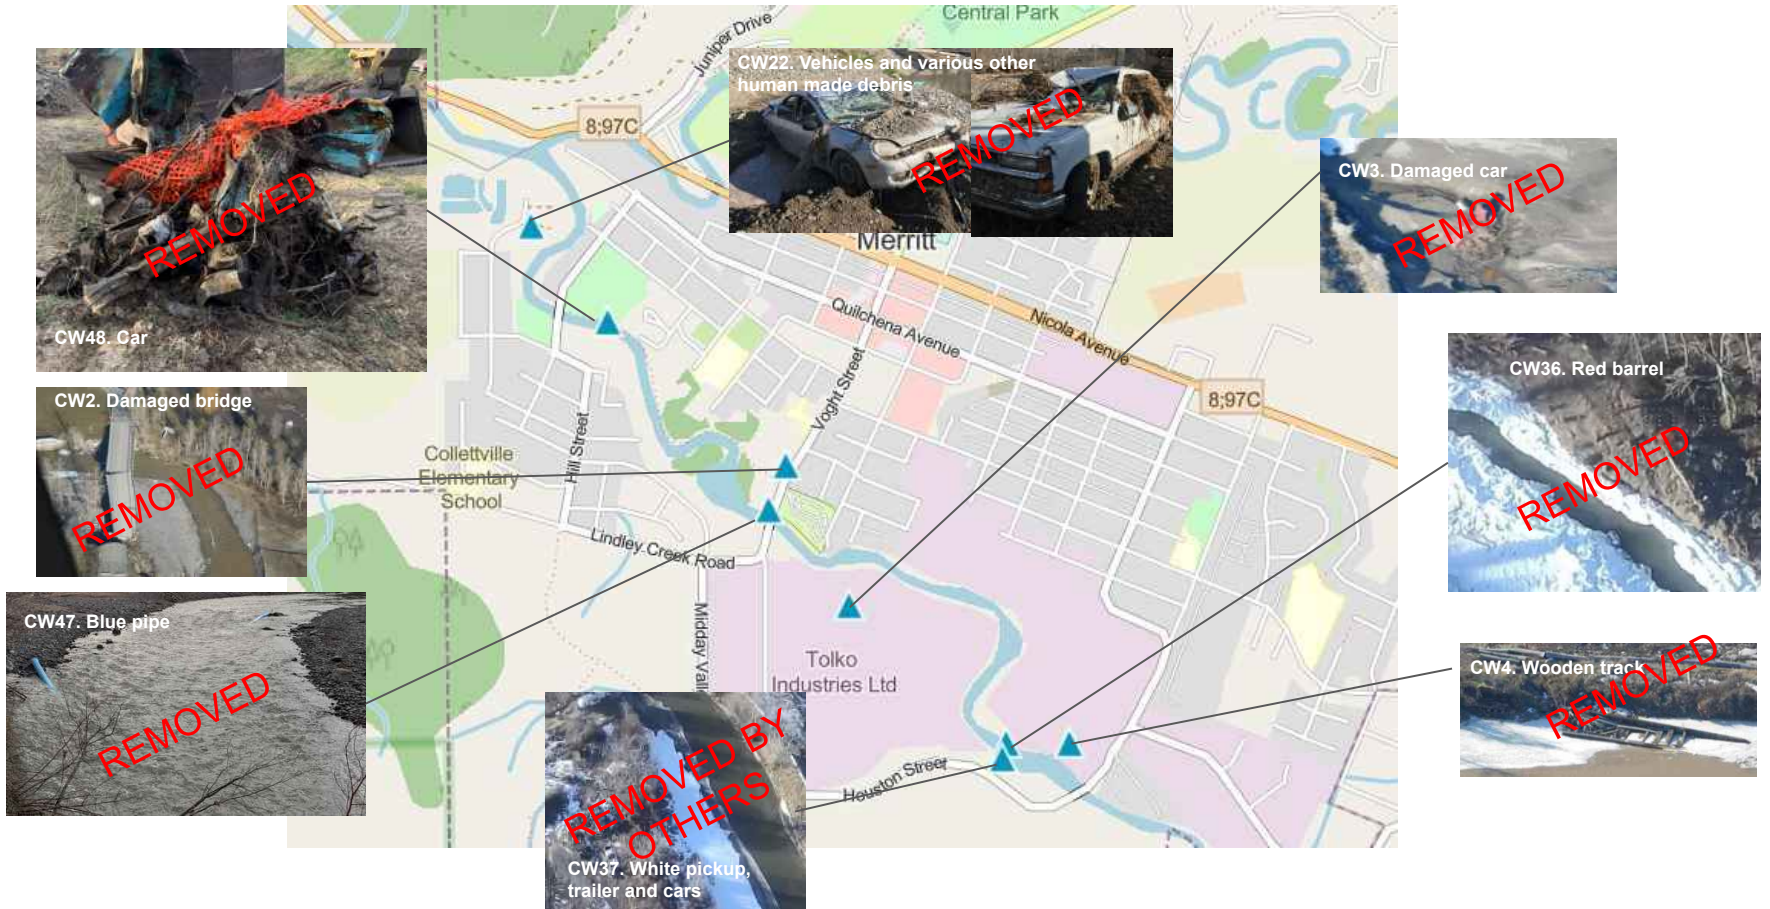 Central Park
Juniper Drive
8;97C
CW22. Vehicles and various other
human made debris
REMOVED
Merritt
CW3. Damaged car
REMOVED
REMOVED
CW48. Car
Quilchena Avenue
Nicola Avenue
8;97C
Voght Street
CW36. Red barrel
REMOVED
CW2. Damaged bridge
REMOVED
Collettville
Elementary
School
Hill Street
Lindley Creek Road
CW47. Blue pipe
REMOVED
Midday Vall
Tolko
Industries Ltd
CW4. Wooden track
REMOVED
Houston Street
REMOVED BY
OTHERS
CW37. White pickup,
trailer and cars